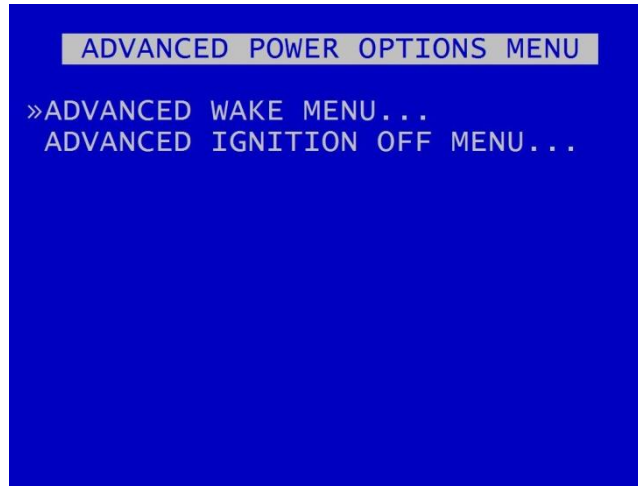 ADVANCED POWER OPTIONS MENU
»ADVANCED WAKE MENU...
ADVANCED IGNITION OFF MENU...